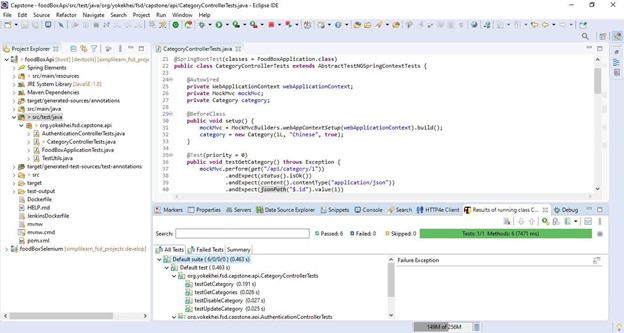 Capstone - foodBoxApi/src/test/java/org/yokekhei/fsd/capstone/api/CategoryControllerTests.java - Eclipse IDE
File Edit Source Refactor Navigate Search Project Run Window Help
Project Explorer
foodBoxApi [boot] [devtools] [simplilearn_fsd_projec
Spring Elements
src/main/resources
JRE System Library [JavaSE-1.8]
Maven Dependencies
target/generated-sources/annotations
src/main/java
src/test/java
org.yokekhei.fsd.capstone.api
AuthenticationControllerTests.java
CategoryControllerTests.java
FoodBoxApplicationTests.java
TestUtils.java
target/generated-test-sources/test-annotations
src
target
test-output
Dockerfile
HELP.md
JenkinsDockerfile
mvnw
mvnw.cmd
pom.xml
foodBoxSelenium [simplilearn_fsd_projects develop]
CategoryControllerTests.java
21 @SpringBootTest(classes = FoodBoxApplication.class)
22 public class CategoryControllerTests extends AbstractTestNGSpringContextTests {
23
24 @Autowired
25 private WebApplicationContext webApplicationContext;
26 private MockMvc mockMvc;
27 private Category category;
28
29 @BeforeClass
30 public void setup() {
31 mockMvc = MockMvcBuilders.webAppContextSetup(webApplicationContext).build();
32 category = new Category(1L, "Chinese", true);
33 }
34
35 @Test(priority = 0)
36 public void testGetCategory() throws Exception {
37 mockMvc.perform(get("/api/category/1"))
38 .andExpect(status().isOk())
39 .andExpect(content().contentType("application/json"))
40 .andExpect(jsonPath("$.id").value(1))
Markers Properties Servers Data Source Explorer Snippets Console Search HTTP4e Client Results of running class C... Debug
Search: Passed: 6 Failed: 0 Skipped: 0 Tests: 1/1 Methods: 6 (7471 ms)
All Tests Failed Tests Summary
Default suite ( 6/0/0/0 ) (0.463 s)
Default test ( 0.463 s)
org.yokekhei.fsd.capstone.api.CategoryControllerTests
testGetCategory (0.191 s)
testGetCategories (0.026 s)
testDisableCategory (0.027 s)
testUpdateCategory (0.025 s)
org.yokekhei.fsd.capstone.api.AuthenticationControllerTests
Failure Exception
149M of 256M